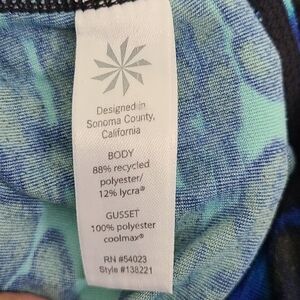 Designed in
Sonoma County,
California
BODY
88% recycled
polyester/
12% lycra®
GUSSET
100% polyester
coolmax®
RN #54023
Style #138221